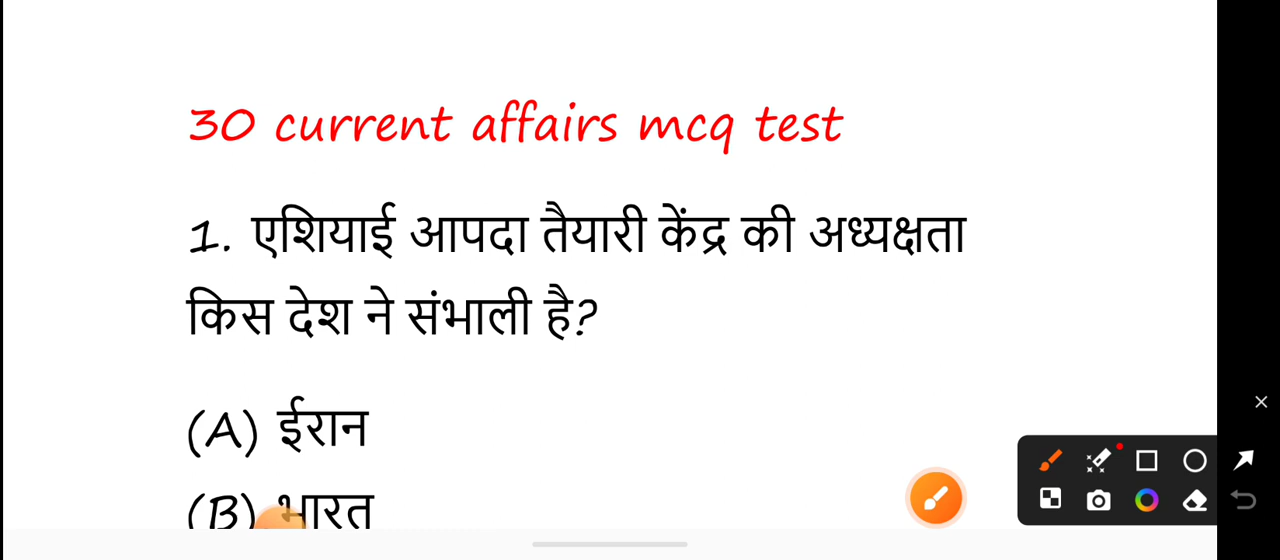 30 current affairs mcq test
1. एशियाई आपदा तैयारी केंद्र की अध्यक्षता
किस देश ने संभाली है?
(A) ईरान
(B) भारत